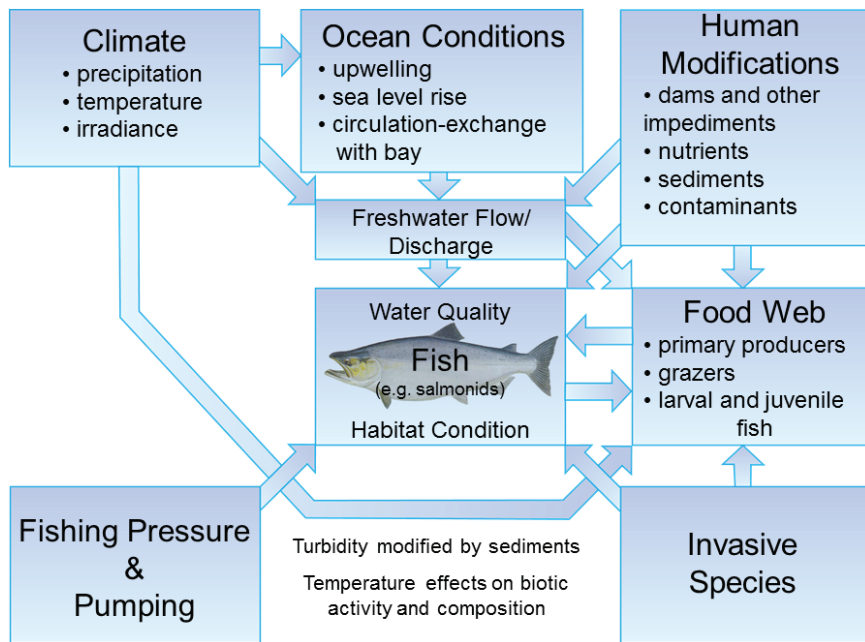 Climate
• precipitation
• temperature
• irradiance
Ocean Conditions
• upwelling
• sea level rise
• circulation-exchange
with bay
Human
Modifications
• dams and other
impediments
• nutrients
• sediments
• contaminants
Freshwater Flow/
Discharge
Water Quality
Fish
(e.g. salmonids)
Habitat Condition
Food Web
• primary producers
• grazers
• larval and juvenile
fish
Fishing Pressure
&
Pumping
Turbidity modified by sediments
Temperature effects on biotic
activity and composition
Invasive
Species